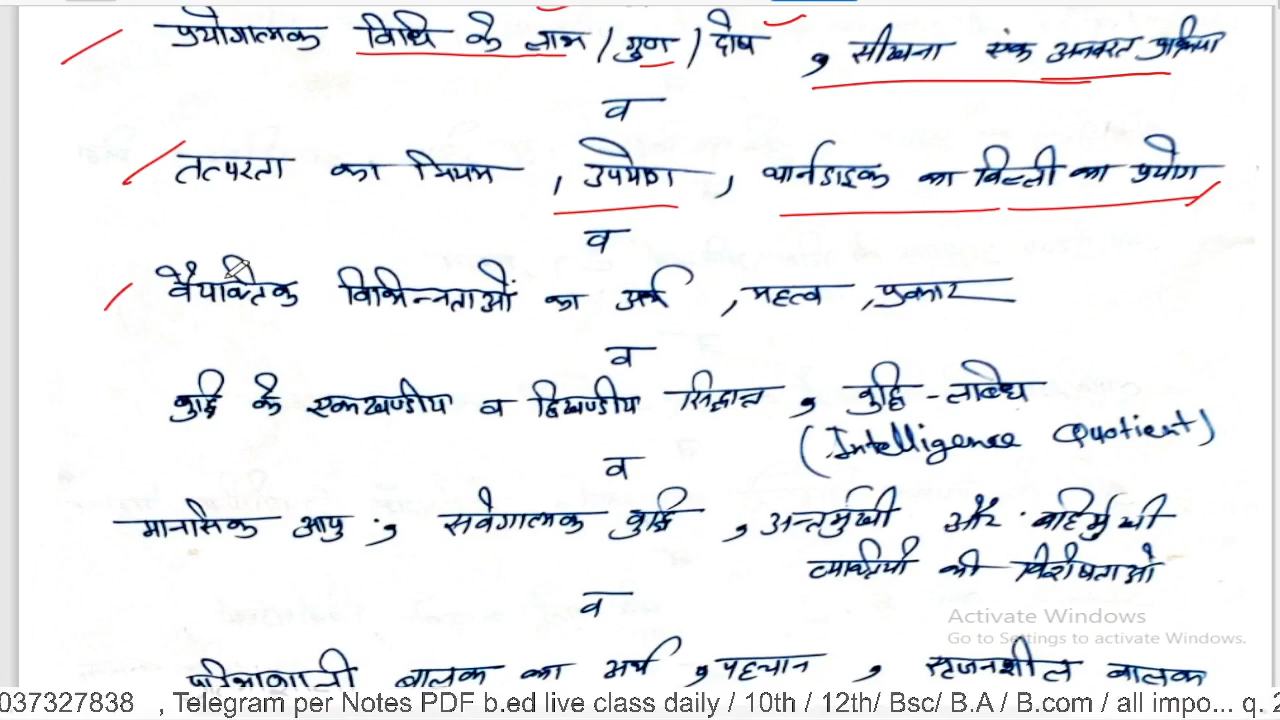 प्रयोगात्मक विधि के लाभ / गुण / दोष , सीखना एक अनवरत प्रक्रिया
व
तत्परता का नियम , उपयोग , थार्नडाइक का बिल्ली का प्रयोग
व
वैयक्तिक विभिन्नताओं का अर्थ , महत्व , प्रकार
व
बुद्धि के एकखण्डीय व द्विखण्डीय सिद्धान्त , बुद्धि - लब्धि
(Intelligence Quotient)
व
मानसिक आयु , संवेगात्मक बुद्धि , अन्तर्मुखी और बहिर्मुखी
व्यक्तियों की विशेषताओं
व
प्रतिभाशाली बालक का अर्थ , पहचान , सृजनशील बालक
Activate Windows
Go to Settings to activate Windows.
037327838 , Telegram per Notes PDF b.ed live class daily / 10th / 12th/ Bsc/ B.A / B.com / all impo... q. 2